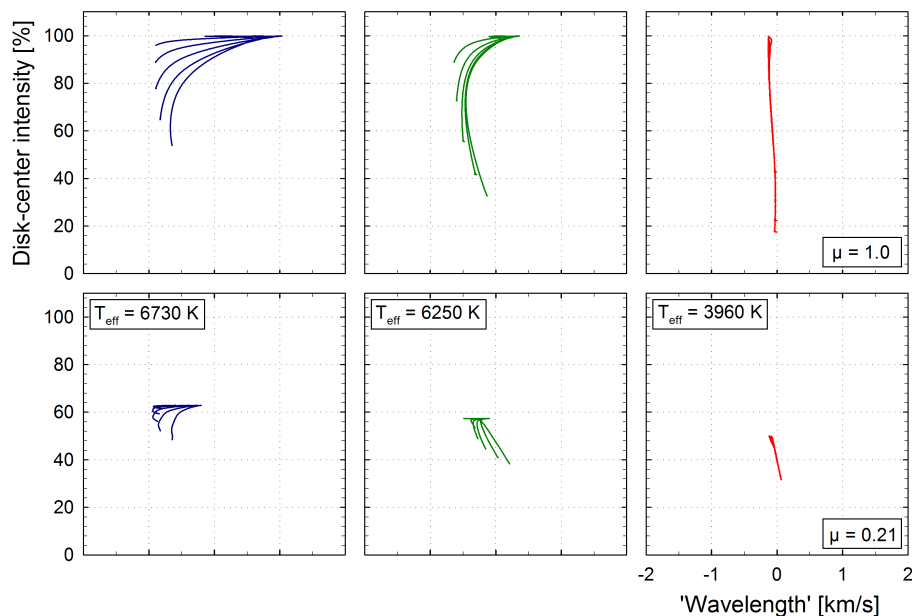 Disk-center intensity [%]
100
80
60
40
20
0
μ = 1.0
T_eff = 6730 K
T_eff = 6250 K
T_eff = 3960 K
100
80
60
40
20
0
μ = 0.21
-2 -1 0 1 2
'Wavelength' [km/s]